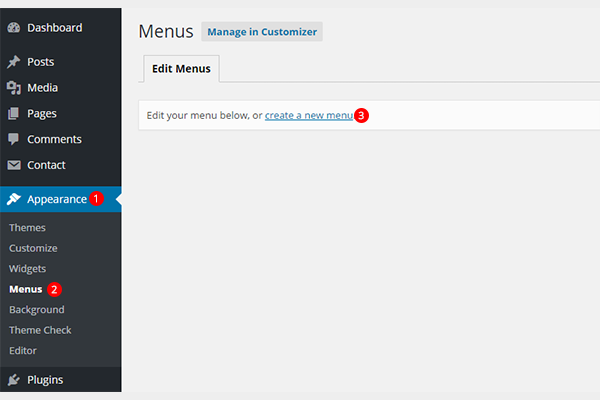 Dashboard
Posts
Media
Pages
Comments
Contact
Appearance 1
Themes
Customize
Widgets
Menus 2
Background
Theme Check
Editor
Plugins
Menus Manage in Customizer
Edit Menus
Edit your menu below, or create a new menu 3